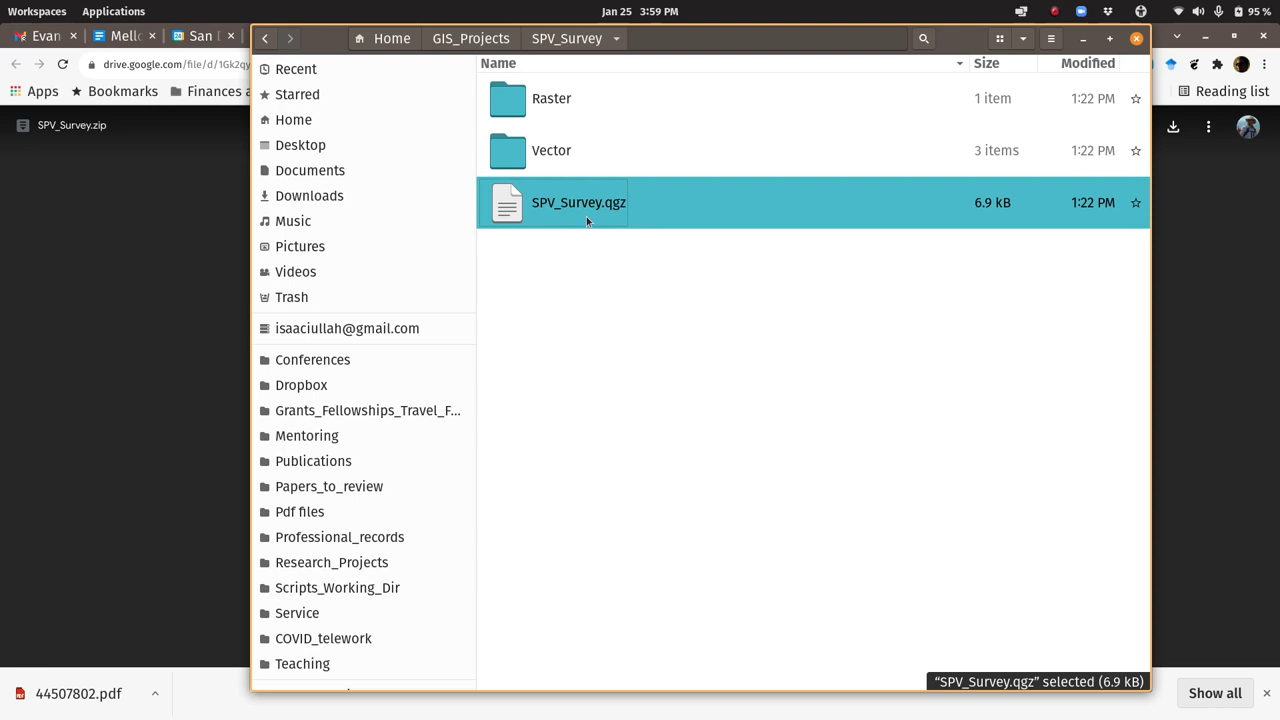 Workspaces Applications Jan 25 3:59 PM 95 %
Evan Mello San D
drive.google.com/file/d/1Gk2qy
Apps Bookmarks Finances a Reading list
SPV_Survey.zip
Home GIS_Projects SPV_Survey
Name Size Modified
Raster 1 item 1:22 PM
Vector 3 items 1:22 PM
SPV_Survey.qgz 6.9 kB 1:22 PM
Recent
Starred
Home
Desktop
Documents
Downloads
Music
Pictures
Videos
Trash
isaaciullah@gmail.com
Conferences
Dropbox
Grants_Fellowships_Travel_F...
Mentoring
Publications
Papers_to_review
Pdf files
Professional_records
Research_Projects
Scripts_Working_Dir
Service
COVID_telework
Teaching
"SPV_Survey.qgz" selected (6.9 kB)
44507802.pdf Show all